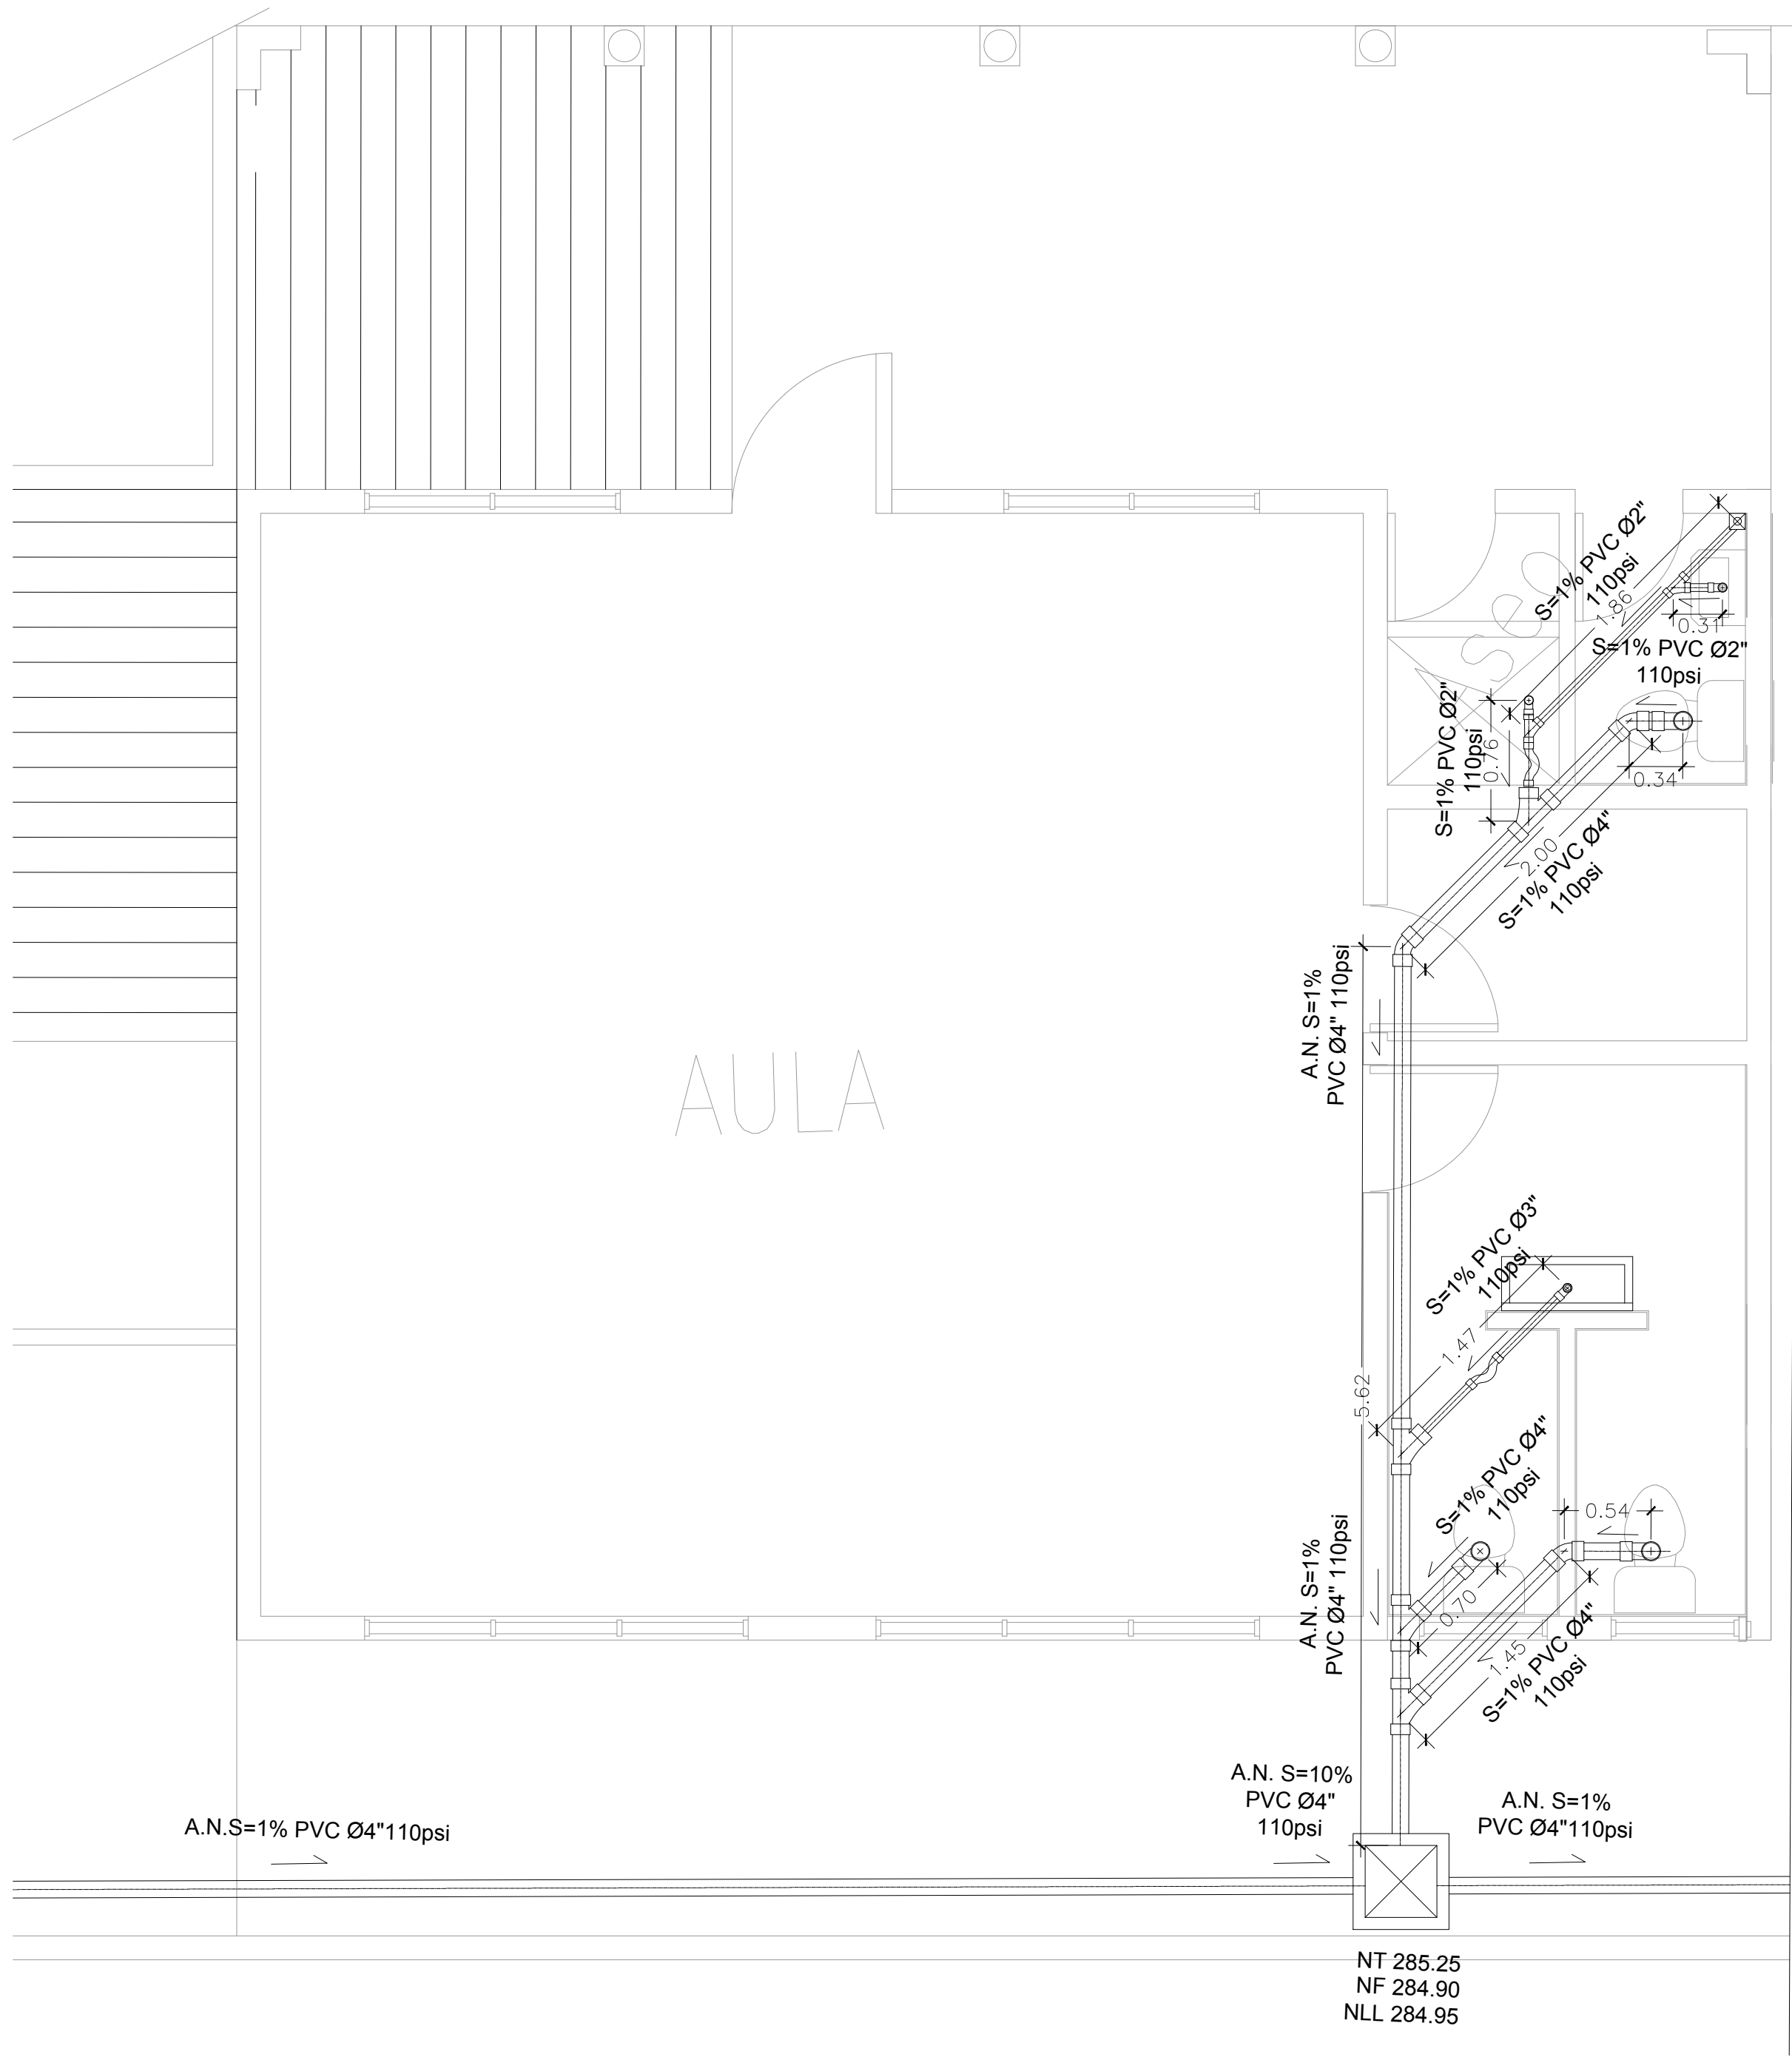 S=1% PVC Ø2"
110psi
1.86
0.31
S=1% PVC Ø2"
110psi
Aseo
S=1% PVC Ø2"
110psi
0.76
0.34
2.00
S=1% PVC Ø4"
110psi
A.N. S=1%
PVC Ø4" 110psi
AULA
S=1% PVC Ø3"
110psi
1.47
5.62
S=1% PVC Ø4"
110psi
0.54
0.70
A.N. S=1%
PVC Ø4" 110psi
1.45
S=1% PVC Ø4"
110psi
A.N. S=10%
PVC Ø4"
110psi
A.N. S=1%
PVC Ø4"110psi
A.N.S=1% PVC Ø4"110psi
NT 285.25
NF 284.90
NLL 284.95